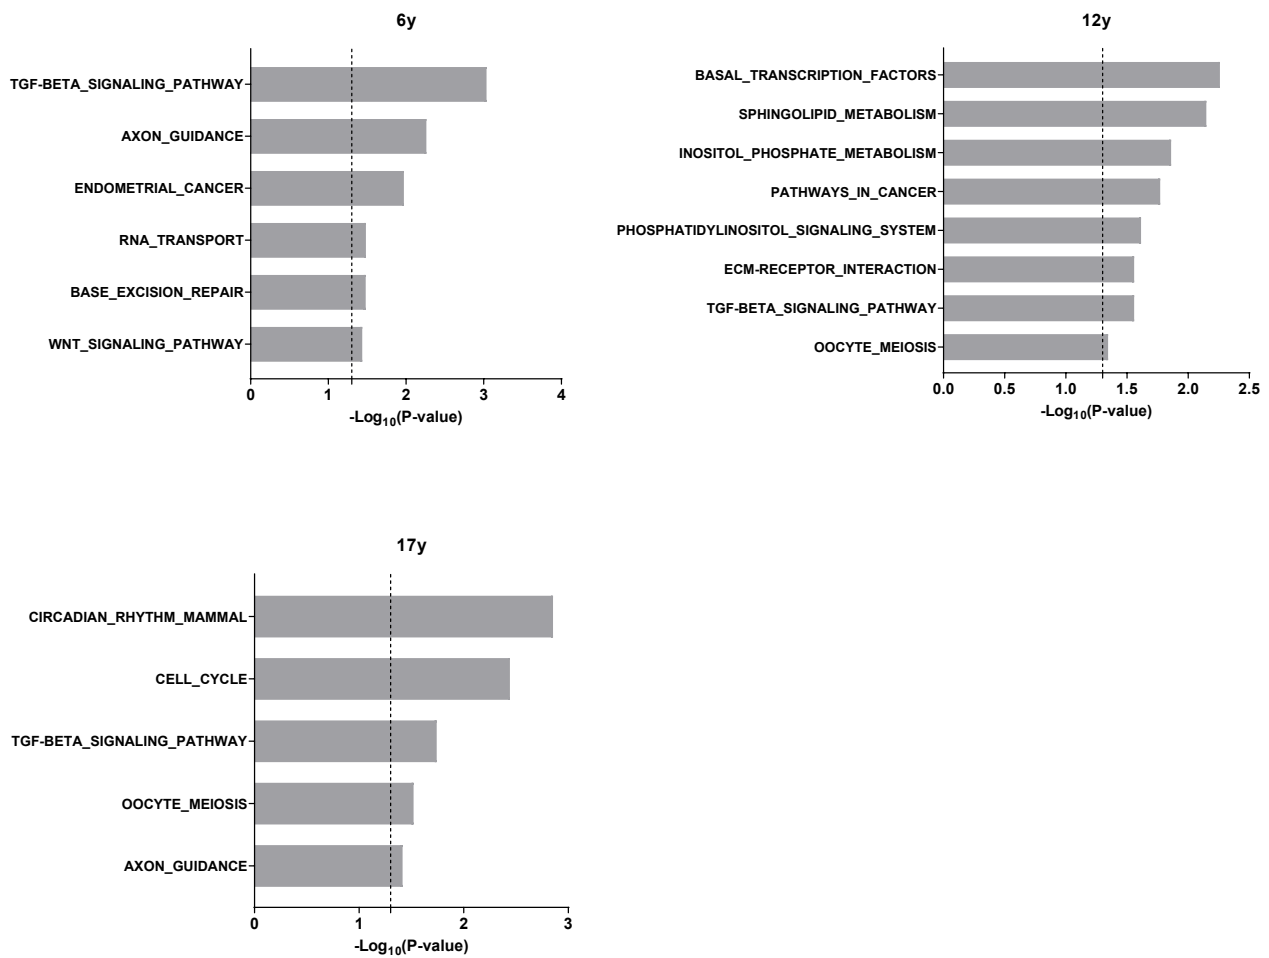 6y
TGF-BETA_SIGNALING_PATHWAY
AXON_GUIDANCE
ENDOMETRIAL_CANCER
RNA_TRANSPORT
BASE_EXCISION_REPAIR
WNT_SIGNALING_PATHWAY
0 1 2 3 4
-Log10(P-value)
12y
BASAL_TRANSCRIPTION_FACTORS
SPHINGOLIPID_METABOLISM
INOSITOL_PHOSPHATE_METABOLISM
PATHWAYS_IN_CANCER
PHOSPHATIDYLINOSITOL_SIGNALING_SYSTEM
ECM-RECEPTOR_INTERACTION
TGF-BETA_SIGNALING_PATHWAY
OOCYTE_MEIOSIS
0.0 0.5 1.0 1.5 2.0 2.5
-Log10(P-value)
17y
CIRCADIAN_RHYTHM_MAMMAL
CELL_CYCLE
TGF-BETA_SIGNALING_PATHWAY
OOCYTE_MEIOSIS
AXON_GUIDANCE
0 1 2 3
-Log10(P-value)